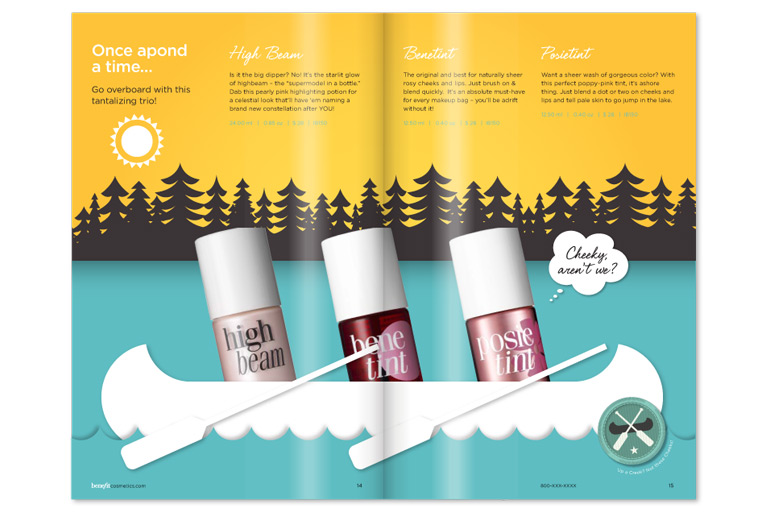 Once apond
a time...
Go overboard with this
tantalizing trio!
High Beam
Is it the big dipper? No! It's the starlit glow
of highbeam – the "supermodel in a bottle."
Dab this pearly pink highlighting potion for
a celestial look that'll have 'em naming a
brand new constellation after YOU!
Benetint
The original and best for naturally sheer
rosy cheeks and lips. Just brush on &
blend quickly. It's an absolute must-have
for every makeup bag – you'll be adrift
without it!
Posietint
Want a sheer wash of gorgeous color? With
this perfect poppy-pink tint, it's ashore
thing. Just blend a dot or two on cheeks and
lips and tell pale skin to go jump in the lake.
Cheeky,
aren't we?
high
beam
bene
tint
posie
tint
benefitcosmetics.com
14
800-XXX-XXXX
15